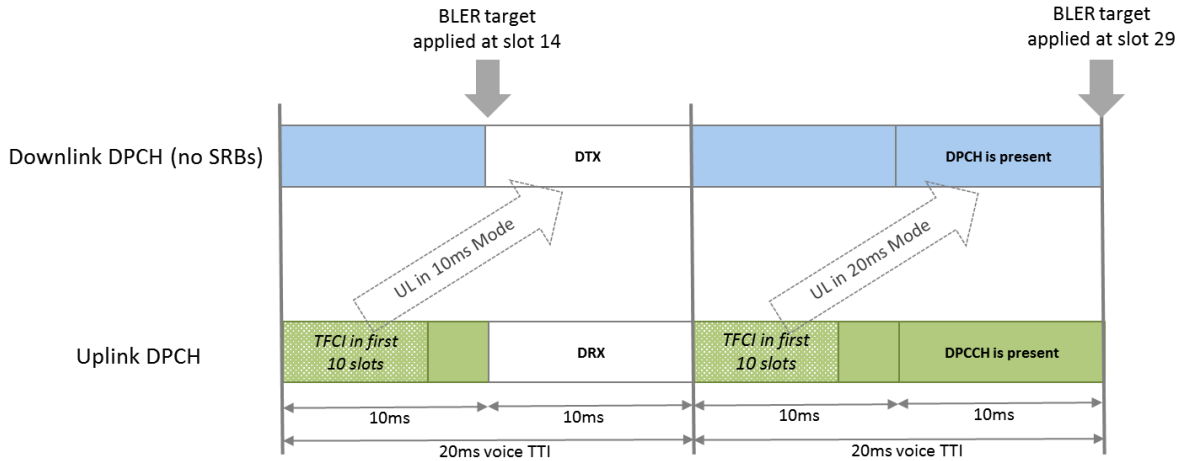 BLER target
applied at slot 14
BLER target
applied at slot 29
Downlink DPCH (no SRBs)
DTX
DPCH is present
UL in 10ms Mode
UL in 20ms Mode
Uplink DPCH
TFCI in first
10 slots
DRX
TFCI in first
10 slots
DPCCH is present
10ms
10ms
10ms
10ms
20ms voice TTI
20ms voice TTI